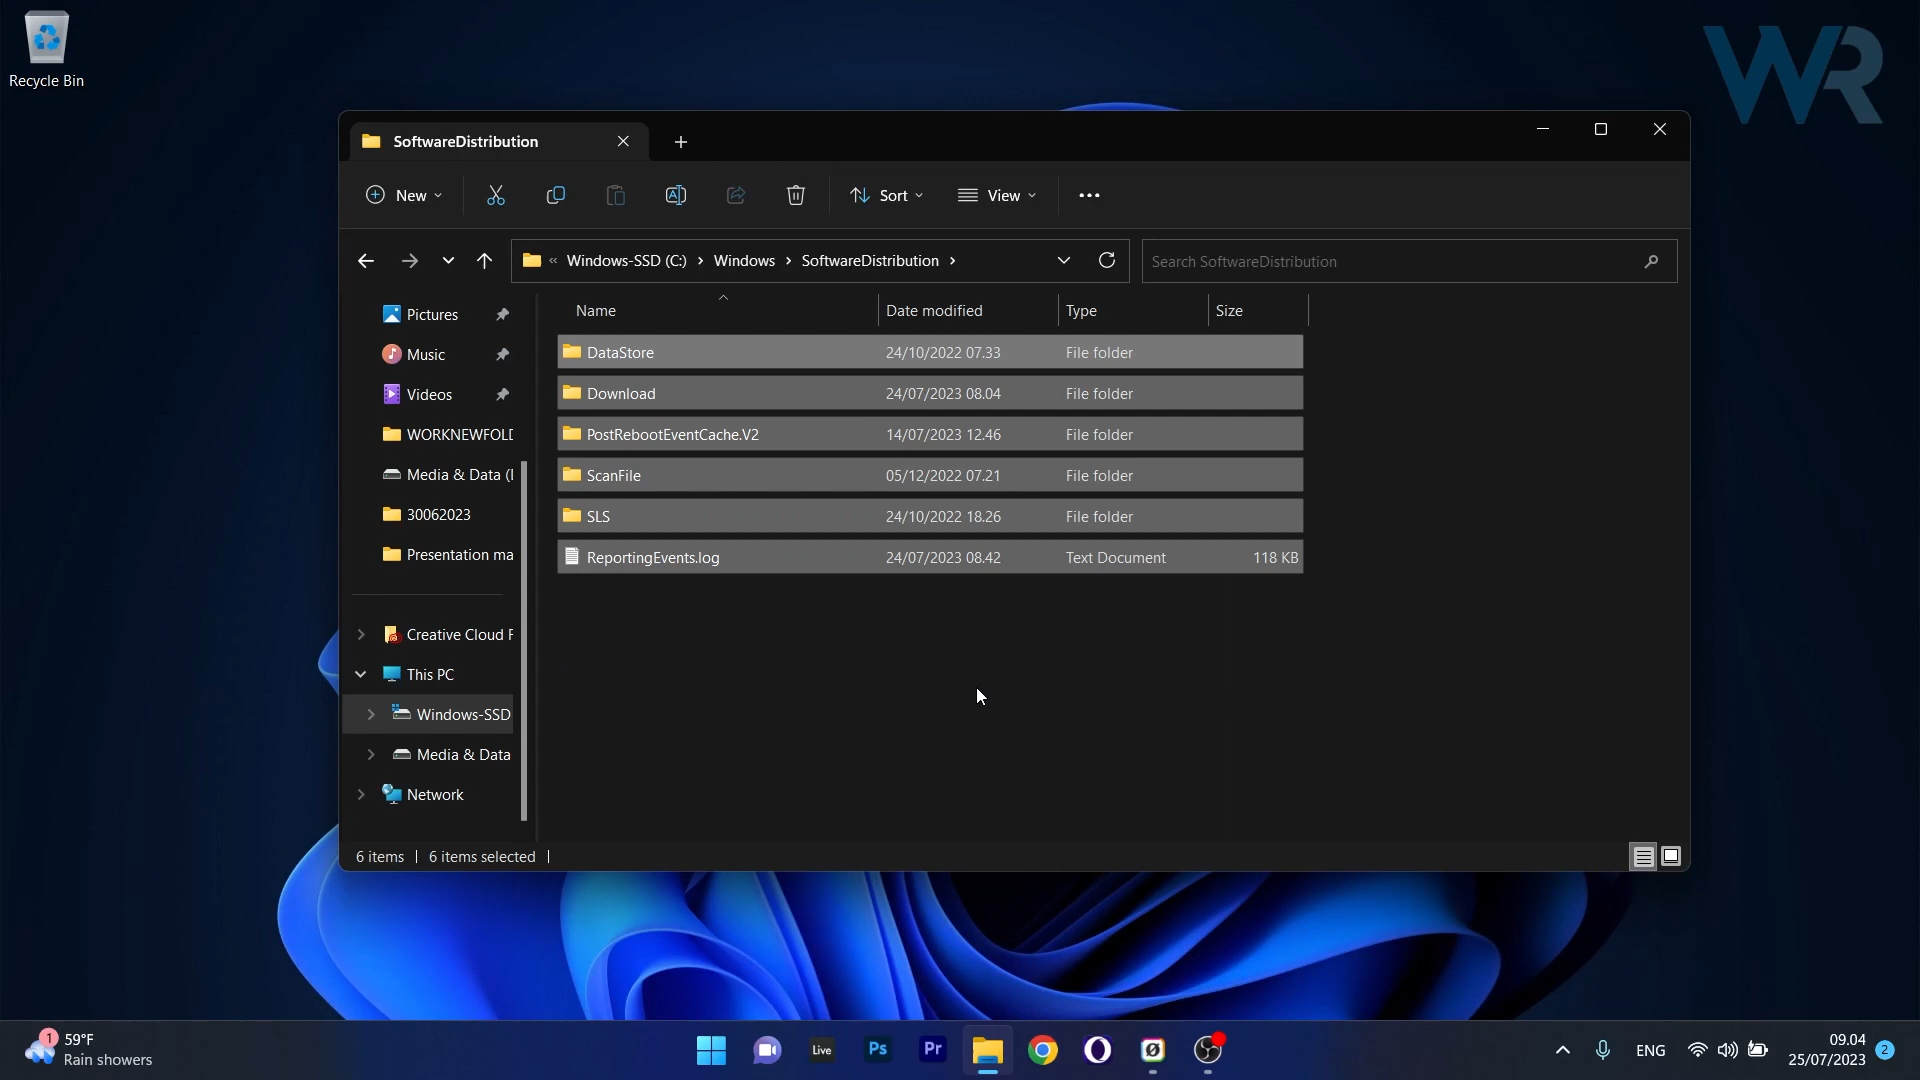 Recycle Bin
WR
SoftwareDistribution
New
Sort
View
« Windows-SSD (C:) › Windows › SoftwareDistribution ›
Search SoftwareDistribution
Name Date modified Type Size
Pictures
Music
Videos
WORKNEWFOLD
Media & Data (
30062023
Presentation ma
Creative Cloud F
This PC
Windows-SSD
Media & Data
Network
DataStore 24/10/2022 07.33 File folder
Download 24/07/2023 08.04 File folder
PostRebootEventCache.V2 14/07/2023 12.46 File folder
ScanFile 05/12/2022 07.21 File folder
SLS 24/10/2022 18.26 File folder
ReportingEvents.log 24/07/2023 08.42 Text Document 118 KB
6 items | 6 items selected |
1
59°F
Rain showers
Live
Ps
Pr
ENG
09.04
25/07/2023
2